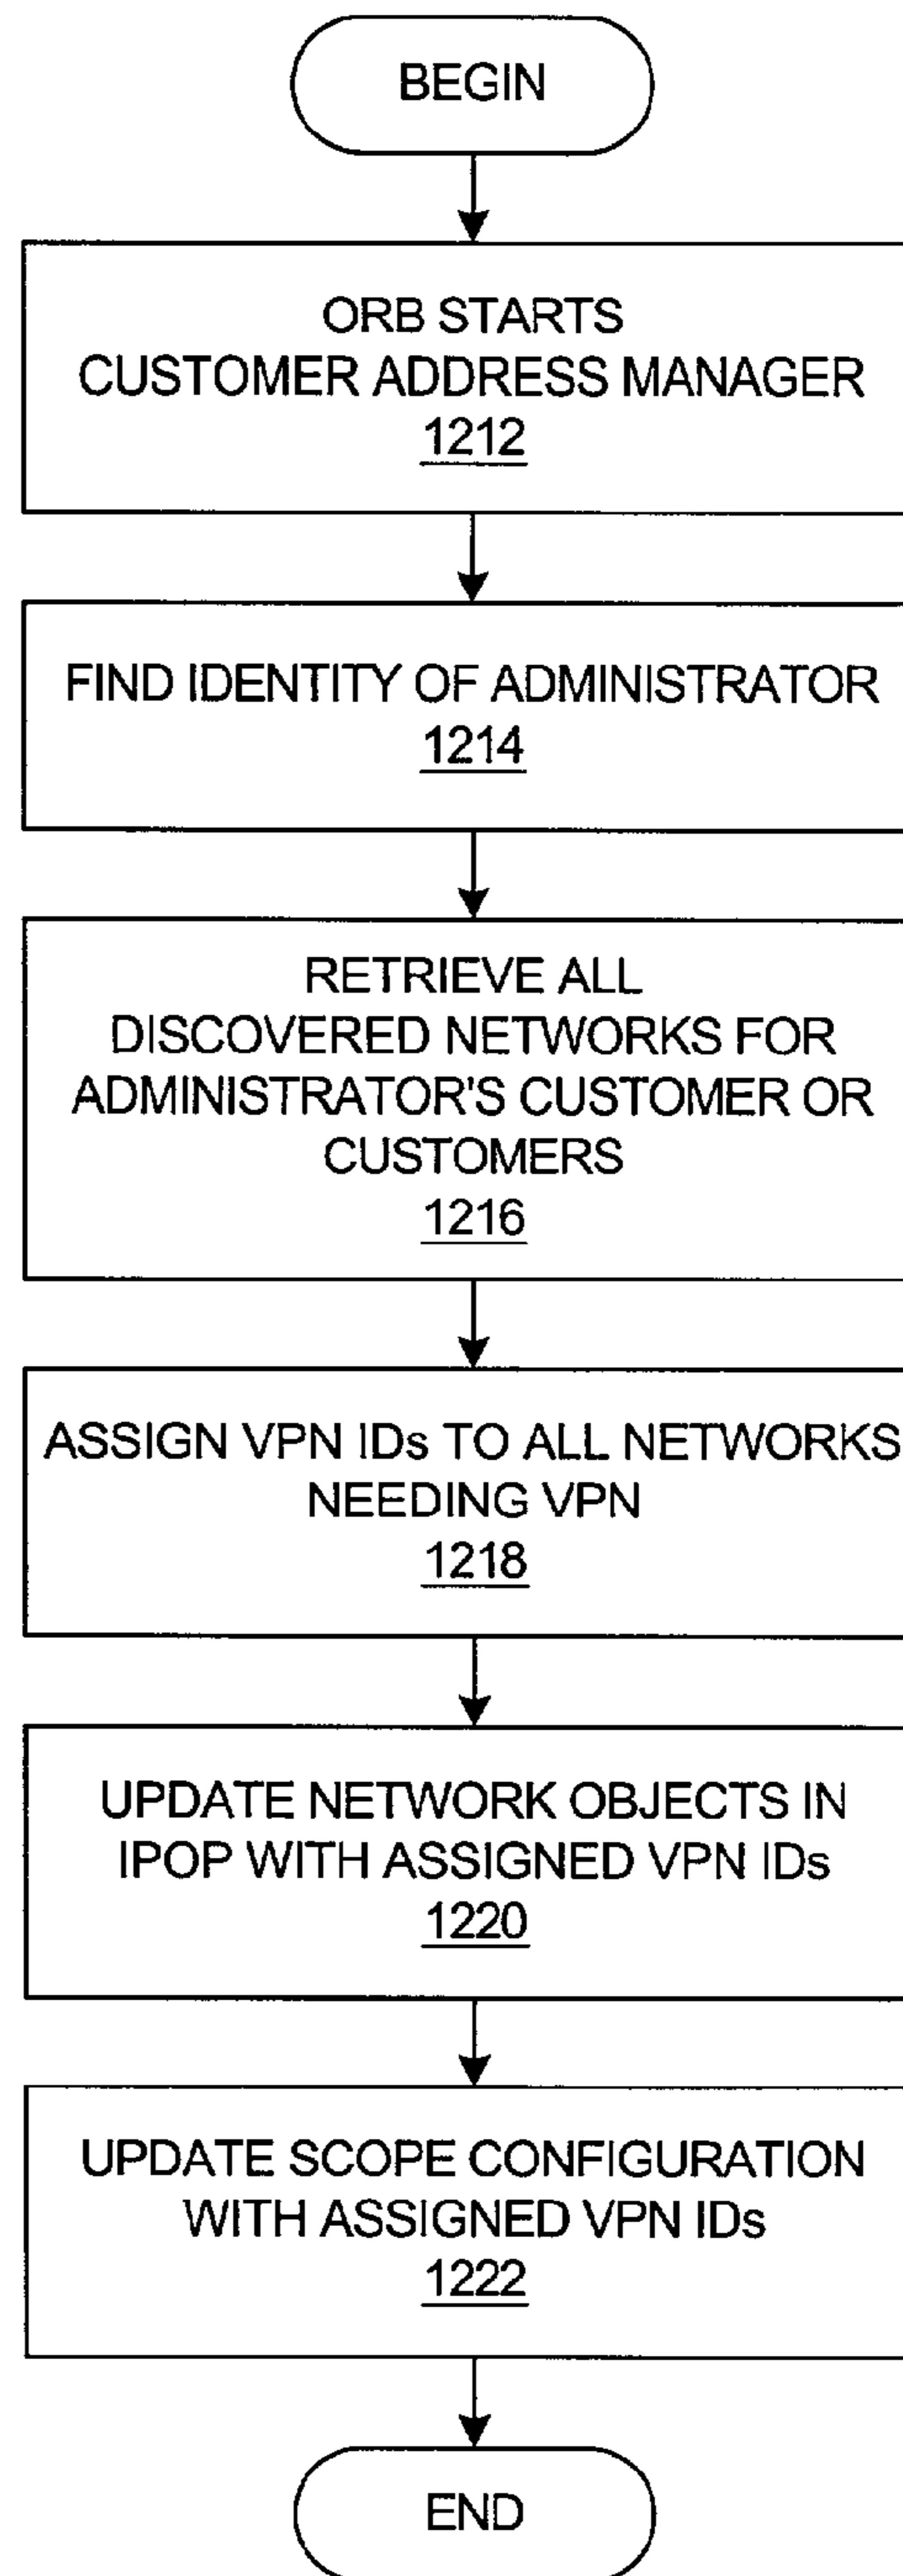 BEGIN
ORB STARTS
CUSTOMER ADDRESS MANAGER
1212
FIND IDENTITY OF ADMINISTRATOR
1214
RETRIEVE ALL
DISCOVERED NETWORKS FOR
ADMINISTRATOR'S CUSTOMER OR
CUSTOMERS
1216
ASSIGN VPN IDs TO ALL NETWORKS
NEEDING VPN
1218
UPDATE NETWORK OBJECTS IN
IPOP WITH ASSIGNED VPN IDs
1220
UPDATE SCOPE CONFIGURATION
WITH ASSIGNED VPN IDs
1222
END